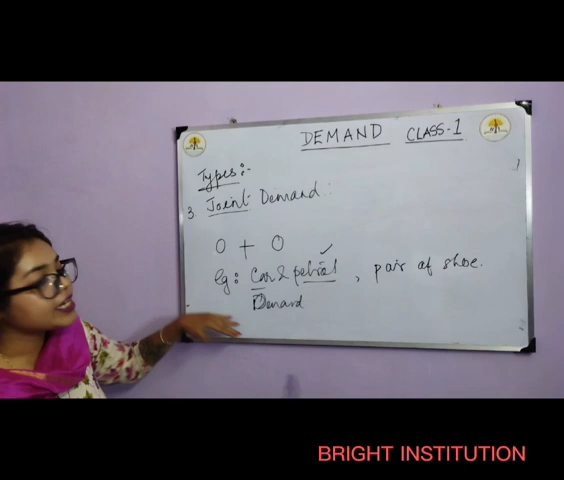 DEMAND CLASS-1
Types:-
3. Joint Demand:
O + O
eg: Car & petrol, pair of shoe.
Demand
BRIGHT INSTITUTION